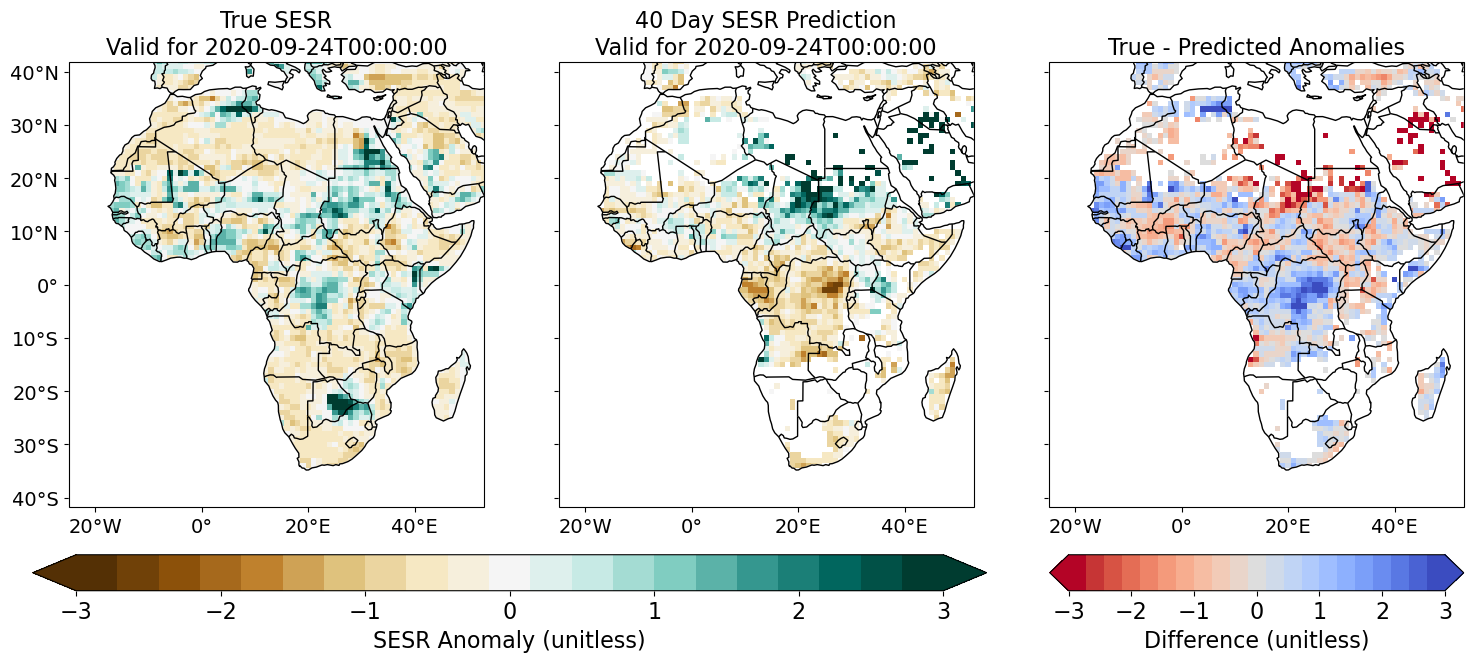 True SESR
Valid for 2020-09-24T00:00:00
40 Day SESR Prediction
Valid for 2020-09-24T00:00:00
True - Predicted Anomalies
40°N
30°N
20°N
10°N
0°
10°S
20°S
30°S
40°S
20°W 0° 20°E 40°E
20°W 0° 20°E 40°E
20°W 0° 20°E 40°E
−3 −2 −1 0 1 2 3
SESR Anomaly (unitless)
−3 −2 −1 0 1 2 3
Difference (unitless)